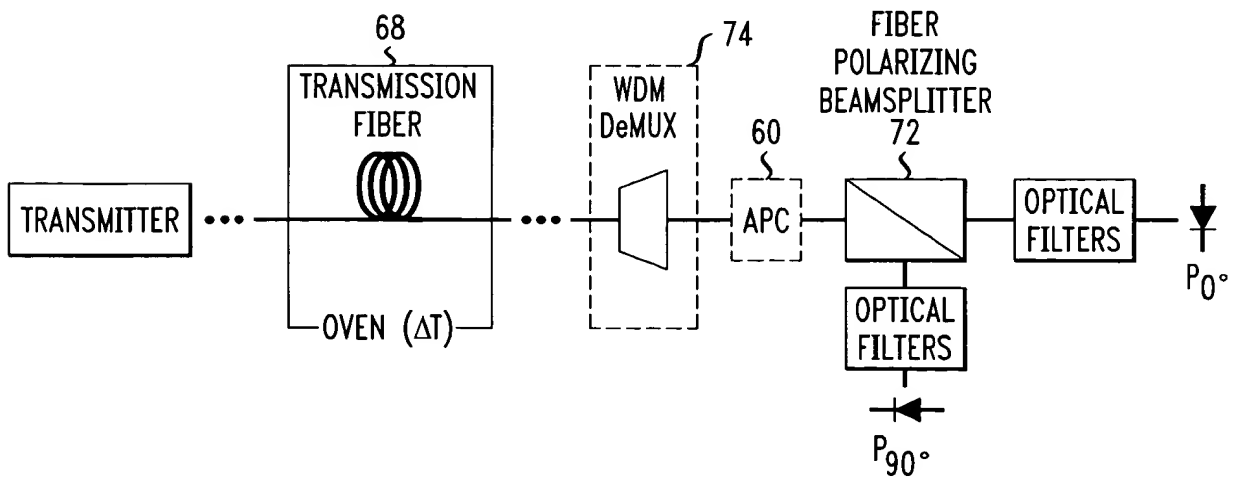 68
TRANSMISSION
FIBER
TRANSMITTER
OVEN (ΔT)
74
WDM
DeMUX
60
APC
FIBER
POLARIZING
BEAMSPLITTER
72
OPTICAL
FILTERS
P0°
OPTICAL
FILTERS
P90°